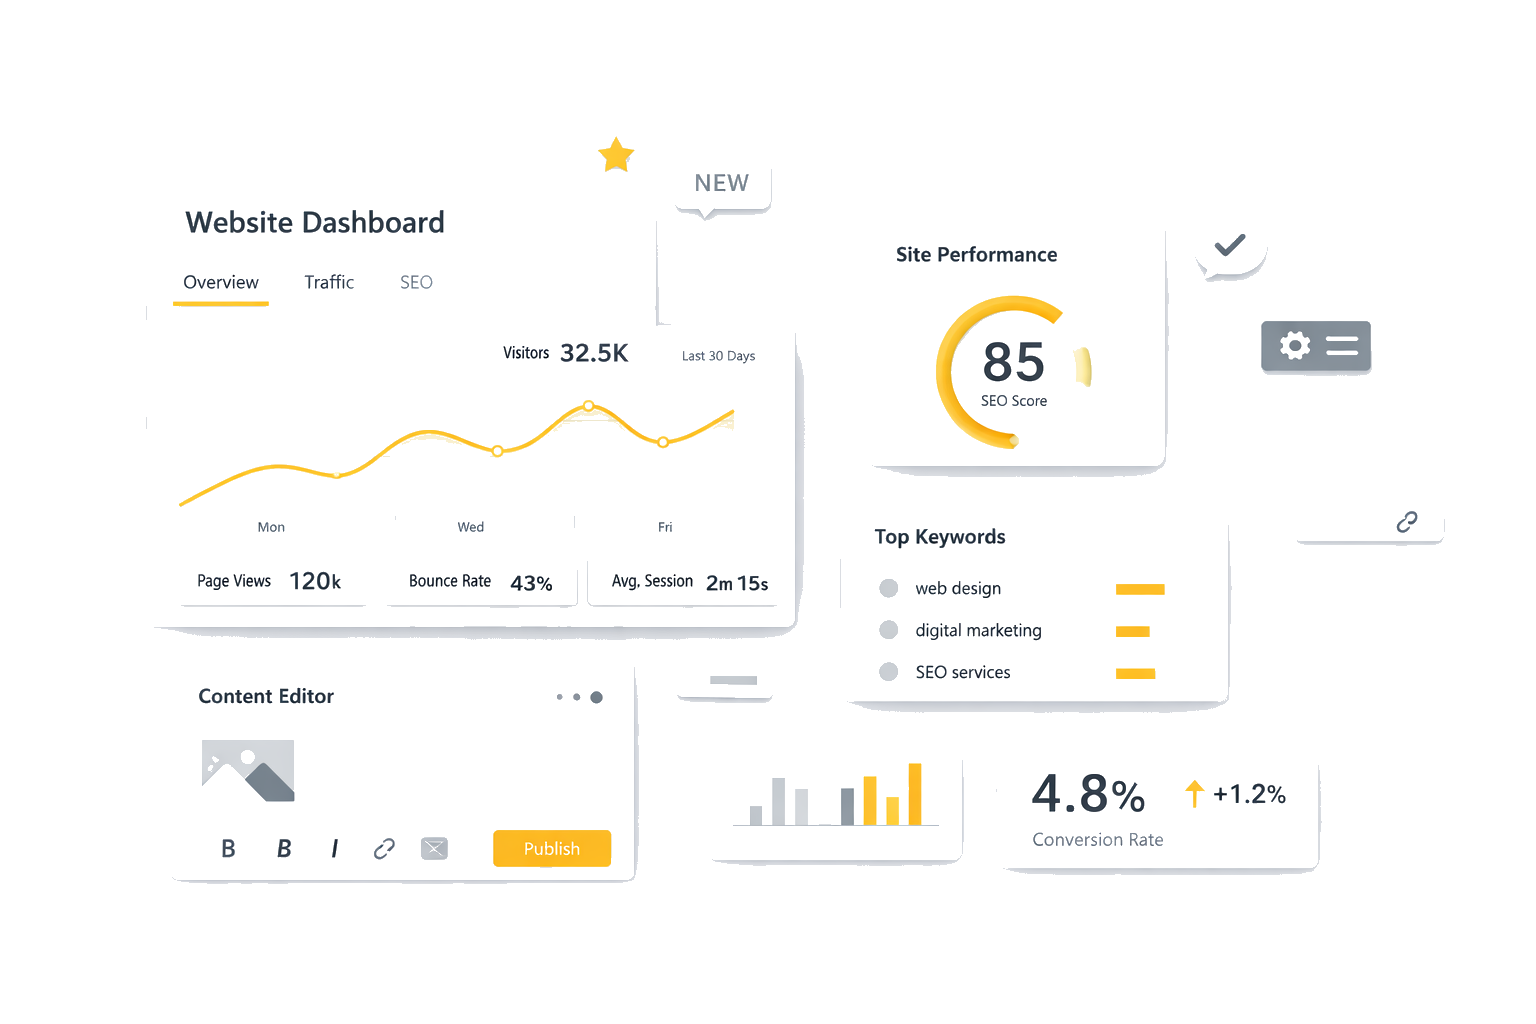 NEW
Website Dashboard
Overview Traffic SEO
Visitors 32.5K Last 30 Days
Mon Wed Fri
Page Views 120k
Bounce Rate 43%
Avg, Session 2m 15s
Site Performance
85
SEO Score
Top Keywords
web design
digital marketing
SEO services
Content Editor
B B I
Publish
4.8% +1.2%
Conversion Rate